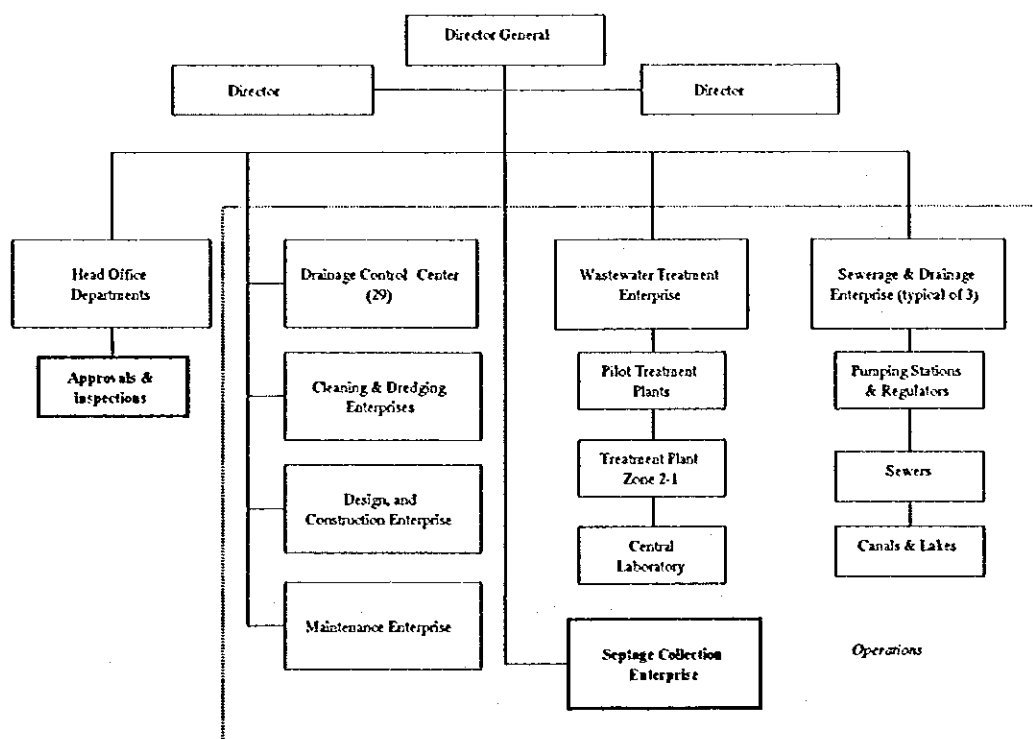 Director General
Director
Director
Head Office
Departments
Approvals &
Inspections
Drainage Control Center
(29)
Cleaning & Dredging
Enterprises
Design, and
Construction Enterprise
Maintenance Enterprise
Wastewater Treatment
Enterprise
Pilot Treatment
Plants
Treatment Plant
Zone 2-1
Central
Laboratory
Septage Collection
Enterprise
Sewerage & Drainage
Enterprise (typical of 3)
Pumping Stations
& Regulators
Sewers
Canals & Lakes
Operations